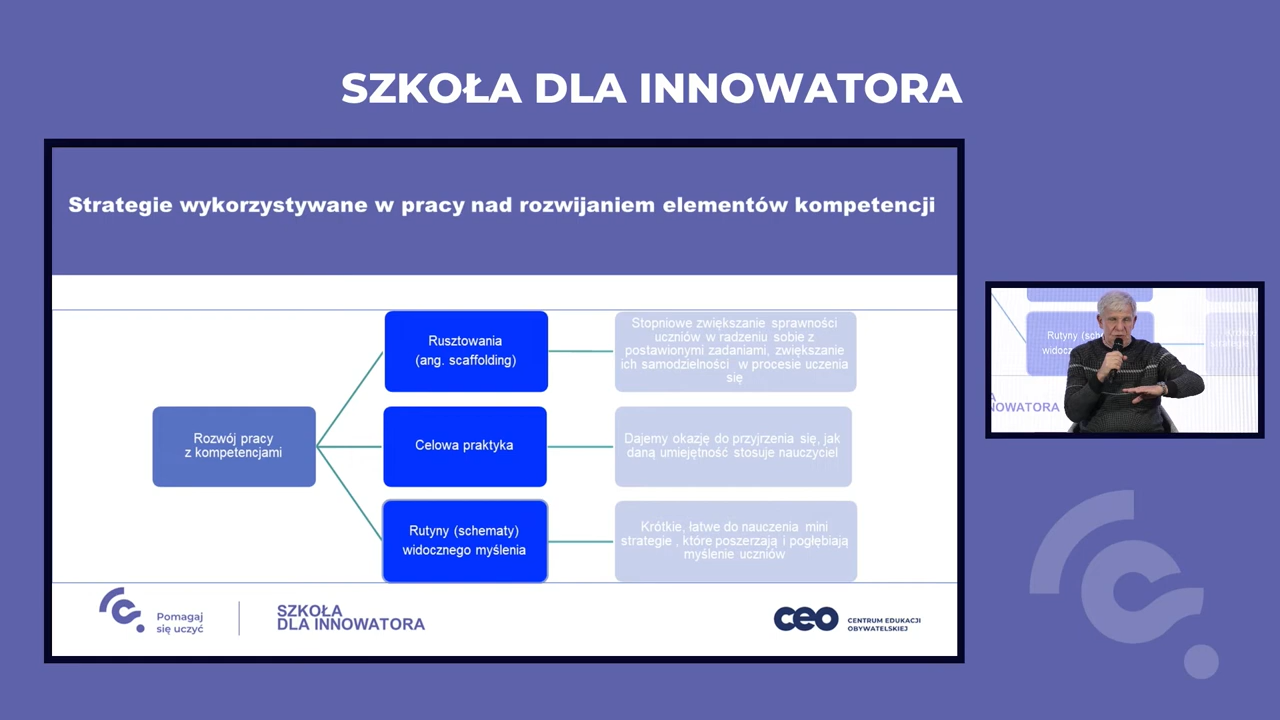 SZKOŁA DLA INNOWATORA
Strategie wykorzystywane w pracy nad rozwijaniem elementów kompetencji
Rozwój pracy
z kompetencjami
Rusztowania
(ang. scaffolding)
Stopniowe zwiększanie sprawności
uczniów w radzeniu sobie z
postawionymi zadaniami, zwiększanie
ich samodzielności w procesie uczenia
się
Celowa praktyka
Dajemy okazję do przyjrzenia się, jak
daną umiejętność stosuje nauczyciel
Rutyny (schematy)
widocznego myślenia
Krótkie, łatwe do nauczenia mini
strategie , które poszerzają i pogłębiają
myślenie uczniów
Pomagaj
się uczyć
SZKOŁA
DLA INNOWATORA
ceo
CENTRUM EDUKACJI
OBYWATELSKIEJ
Rutyny
NOWATORA